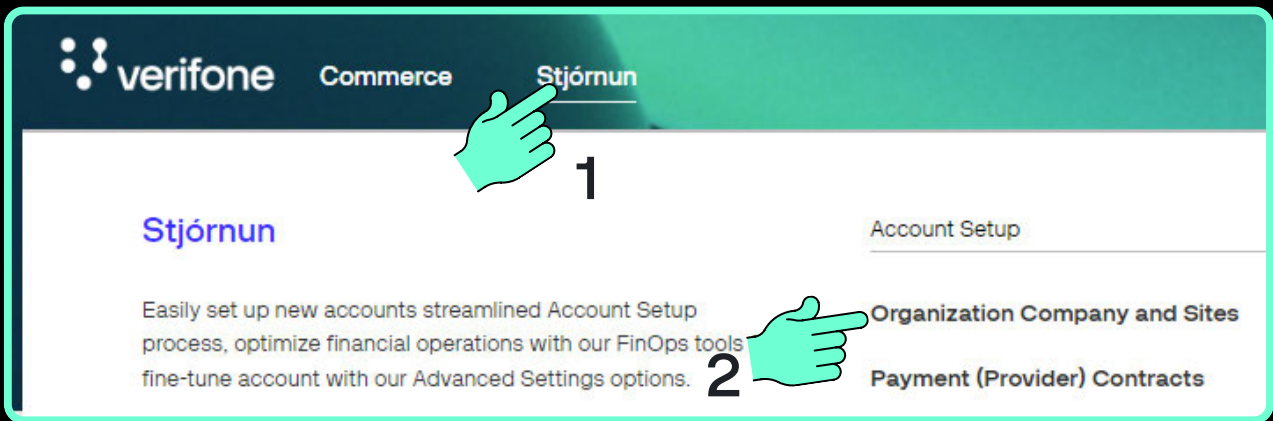 verifone Commerce Stjórnun
1
Stjórnun
Easily set up new accounts streamlined Account Setup
process, optimize financial operations with our FinOps tools
fine-tune account with our Advanced Settings options.
2
Account Setup
Organization Company and Sites
Payment (Provider) Contracts